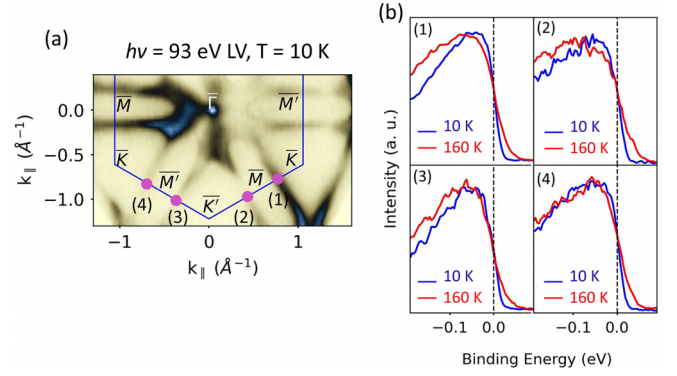 (a)
hν = 93 eV LV, T = 10 K
k∥ (Å⁻¹)
0.0
−0.5
−1.0
M̅
Γ̅
M̅′
K̅
K̅
M̅′
M̅
K̅′
(4)
(3)
(2)
(1)
−1
0
1
k∥ (Å⁻¹)
(b)
Intensity (a. u.)
(1)
10 K
160 K
(2)
10 K
160 K
(3)
10 K
160 K
(4)
10 K
160 K
−0.1
0.0
−0.1
0.0
Binding Energy (eV)